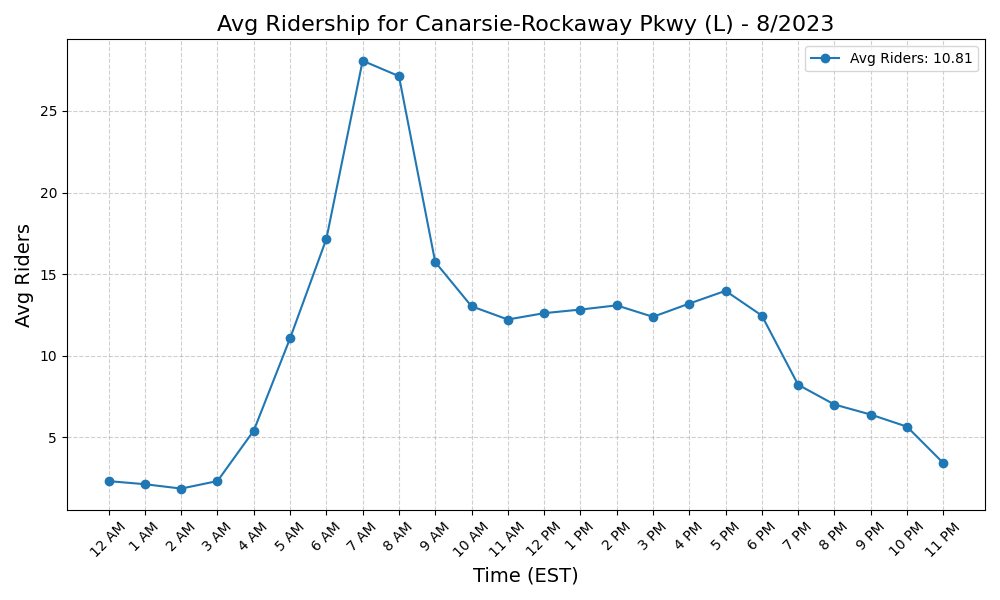 Avg Ridership for Canarsie-Rockaway Pkwy (L) - 8/2023
Avg Riders: 10.81
Avg Riders
25
20
15
10
5
12 AM
1 AM
2 AM
3 AM
4 AM
5 AM
6 AM
7 AM
8 AM
9 AM
10 AM
11 AM
12 PM
1 PM
2 PM
3 PM
4 PM
5 PM
6 PM
7 PM
8 PM
9 PM
10 PM
11 PM
Time (EST)